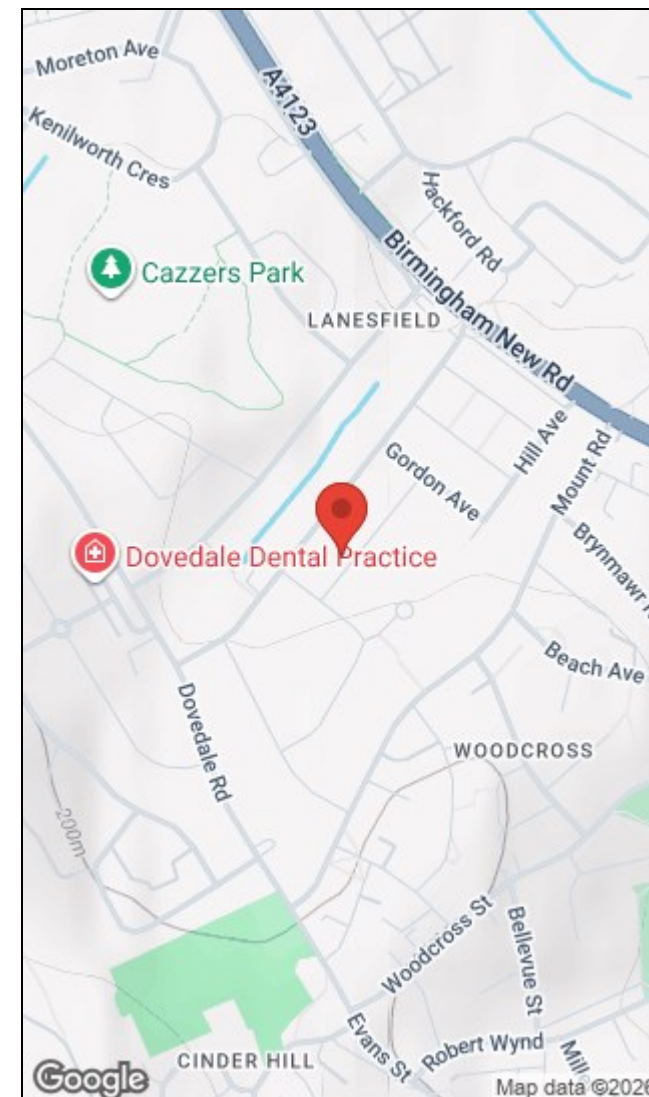 Moreton Ave
A4123
Kenilworth Cres
Hackford Rd
Cazzers Park
Birmingham New Rd
LANESFIELD
Hill Ave
Mount Rd
Gordon Ave
Brynmawr
Dovedale Dental Practice
Beach Ave
Dovedale Rd
WOODCROSS
200m
Woodcross St
Bellevue St
Evans St
Robert Wynd
CINDER HILL
Google
Map data ©2026